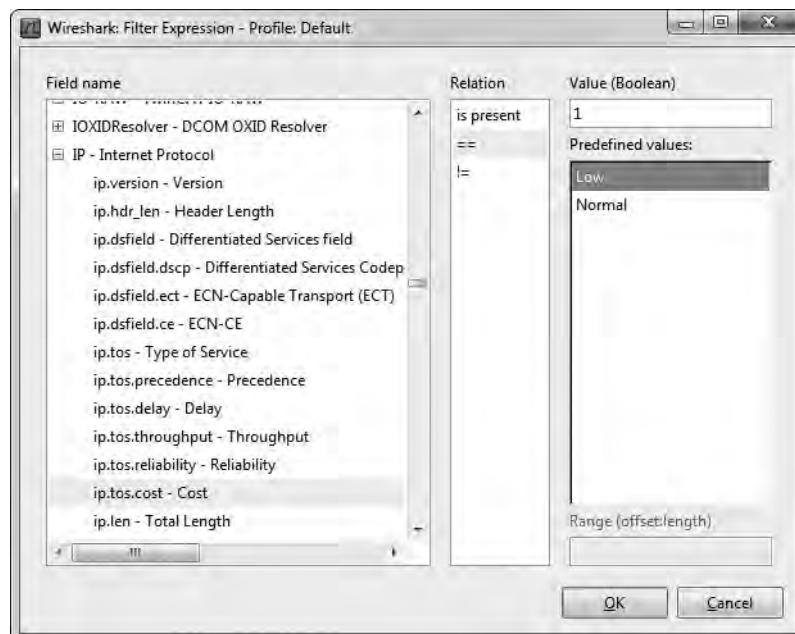 Wireshark: Filter Expression - Profile: Default
Field name
IOXIDResolver - DCOM OXID Resolver
IP - Internet Protocol
ip.version - Version
ip.hdr_len - Header Length
ip.dsfield - Differentiated Services field
ip.dsfield.dscp - Differentiated Services Codep
ip.dsfield.ect - ECN-Capable Transport (ECT)
ip.dsfield.ce - ECN-CE
ip.tos - Type of Service
ip.tos.precedence - Precedence
ip.tos.delay - Delay
ip.tos.throughput - Throughput
ip.tos.reliability - Reliability
ip.tos.cost - Cost
ip.len - Total Length
Relation
is present
==
!=
Value (Boolean)
1
Predefined values:
Low
Normal
Range (offset:length)
OK
Cancel